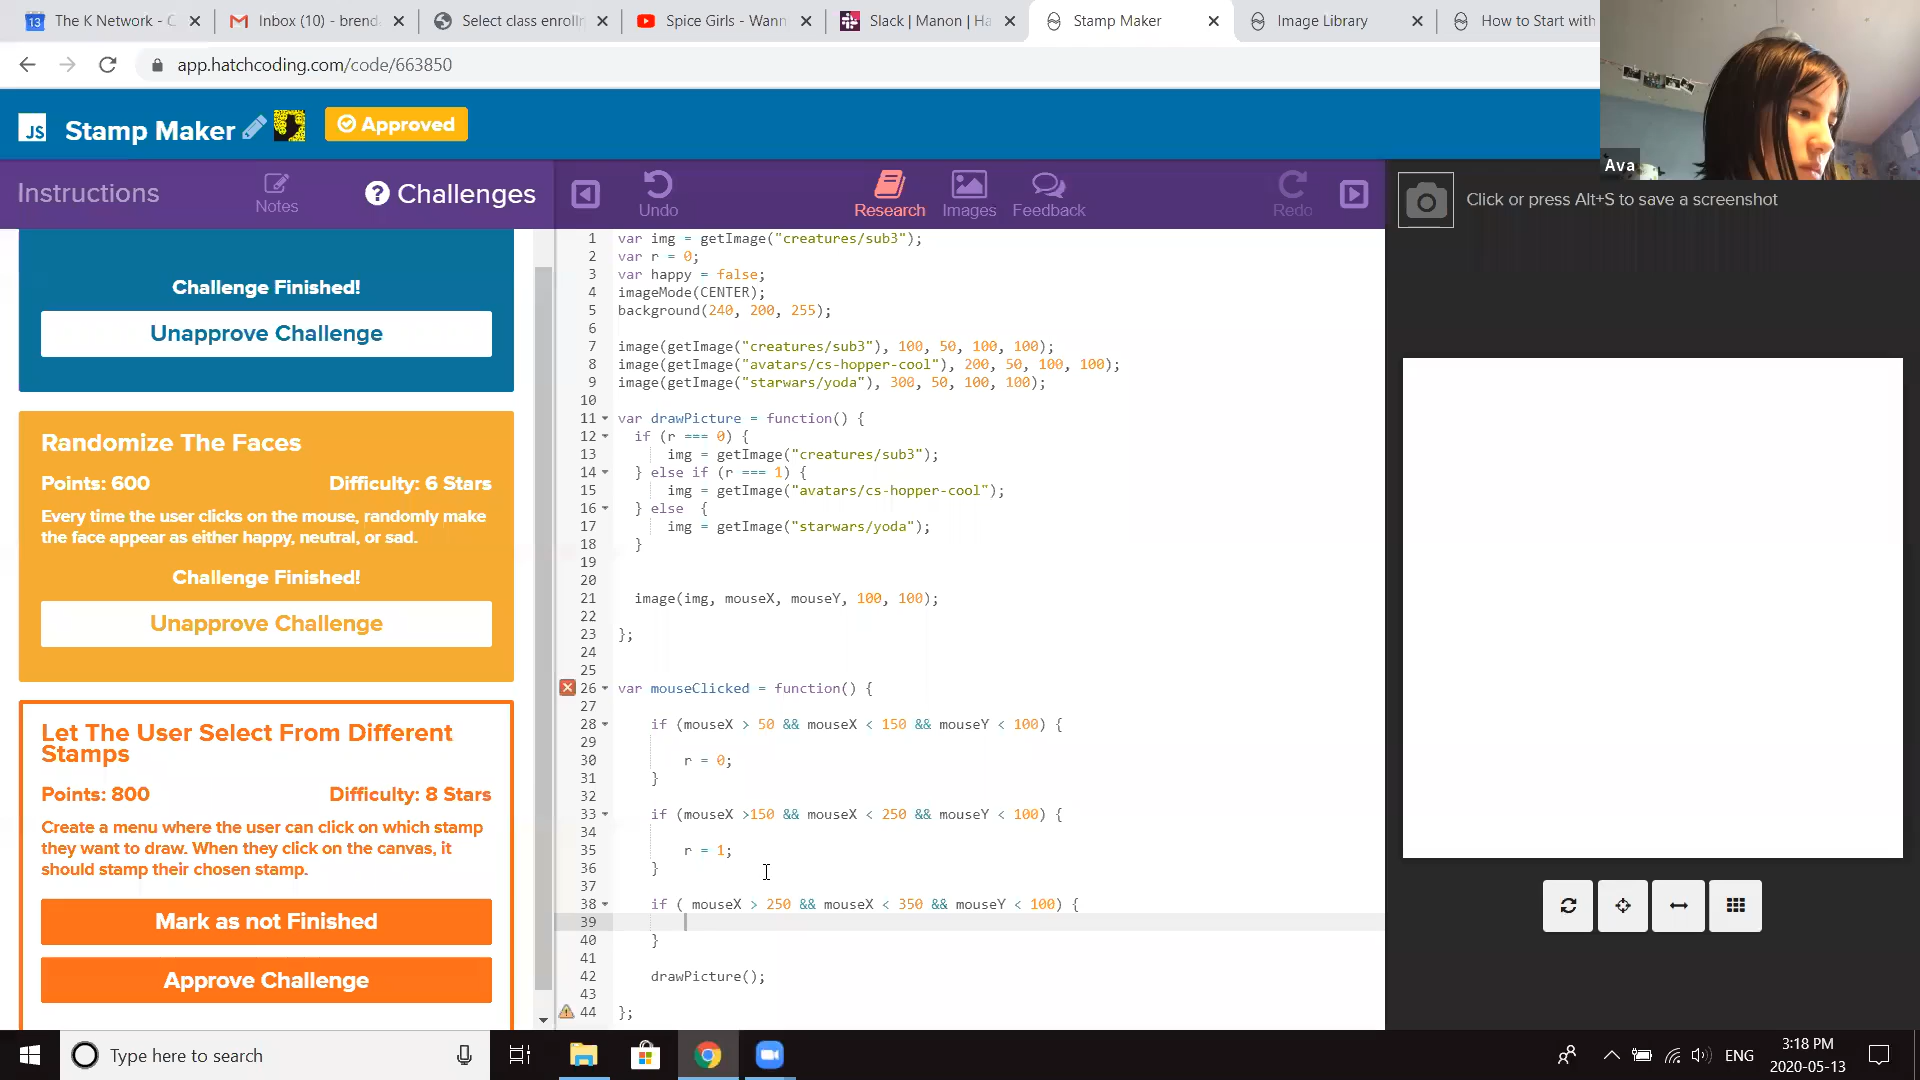 The K Network - C
Inbox (10) - brend
Select class enrolln
Spice Girls - Wann
Slack | Manon | Ha
Stamp Maker
Image Library
How to Start with
app.hatchcoding.com/code/663850
JS Stamp Maker
Approved
Ava
Instructions
Notes
? Challenges
Undo
Research
Images
Feedback
Redo
Click or press Alt+S to save a screenshot
Challenge Finished!
Unapprove Challenge
Randomize The Faces
Points: 600 Difficulty: 6 Stars
Every time the user clicks on the mouse, randomly make
the face appear as either happy, neutral, or sad.
Challenge Finished!
Unapprove Challenge
Let The User Select From Different
Stamps
Points: 800 Difficulty: 8 Stars
Create a menu where the user can click on which stamp
they want to draw. When they click on the canvas, it
should stamp their chosen stamp.
Mark as not Finished
Approve Challenge
1 var img = getImage("creatures/sub3");
2 var r = 0;
3 var happy = false;
4 imageMode(CENTER);
5 background(240, 200, 255);
6
7 image(getImage("creatures/sub3"), 100, 50, 100, 100);
8 image(getImage("avatars/cs-hopper-cool"), 200, 50, 100, 100);
9 image(getImage("starwars/yoda"), 300, 50, 100, 100);
10
11 var drawPicture = function() {
12 if (r === 0) {
13 img = getImage("creatures/sub3");
14 } else if (r === 1) {
15 img = getImage("avatars/cs-hopper-cool");
16 } else {
17 img = getImage("starwars/yoda");
18 }
19
20
21 image(img, mouseX, mouseY, 100, 100);
22
23 };
24
25
26 var mouseClicked = function() {
27
28 if (mouseX > 50 && mouseX < 150 && mouseY < 100) {
29
30 r = 0;
31 }
32
33 if (mouseX >150 && mouseX < 250 && mouseY < 100) {
34
35 r = 1;
36 }
37
38 if ( mouseX > 250 && mouseX < 350 && mouseY < 100) {
39
40 }
41
42 drawPicture();
43
44 };
Type here to search
ENG
3:18 PM
2020-05-13